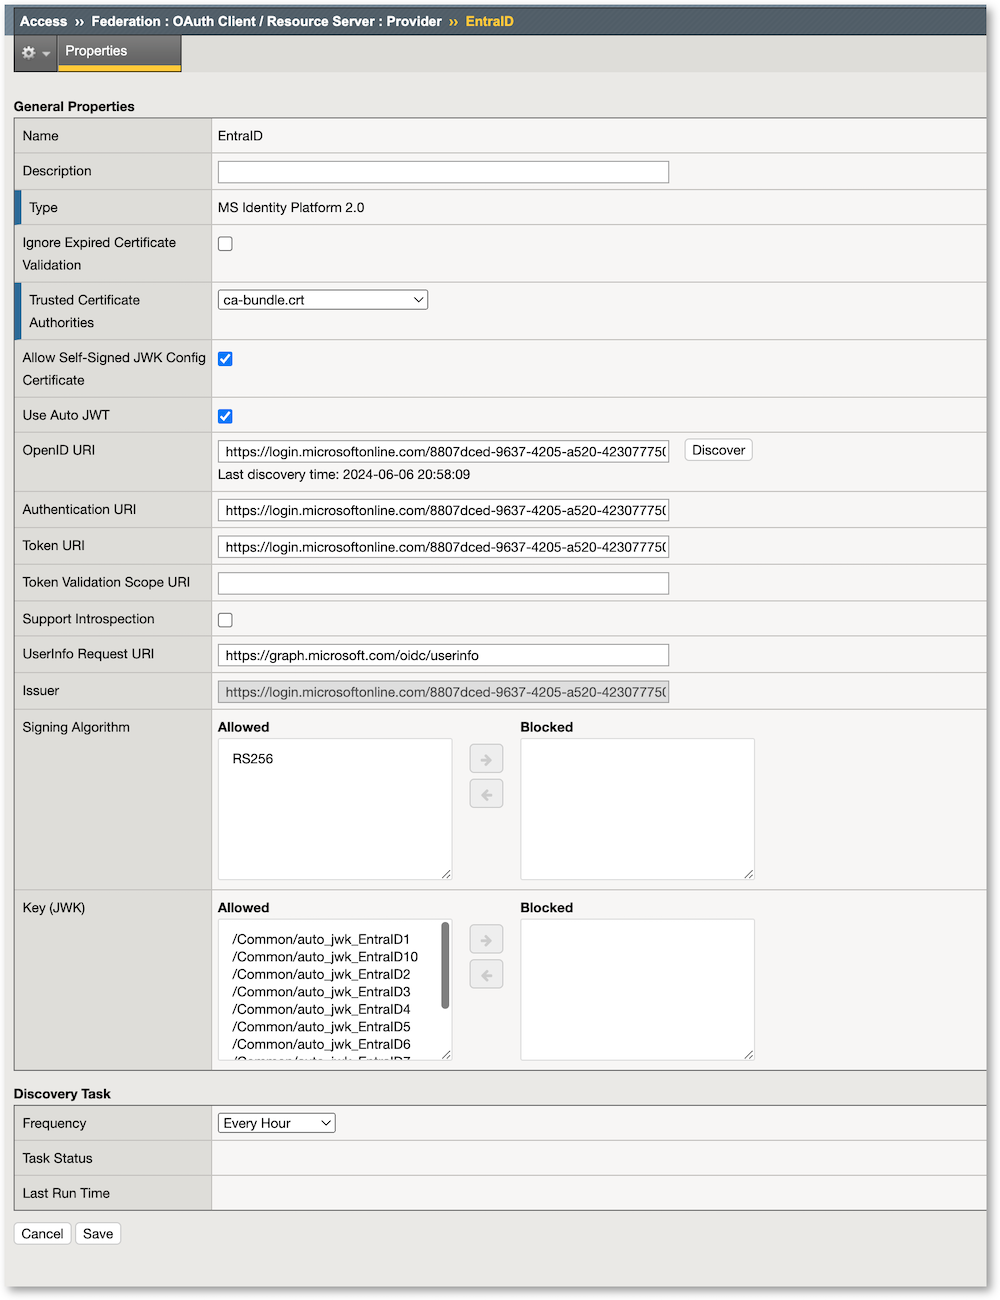 Access ›› Federation : OAuth Client / Resource Server : Provider ›› EntraID
Properties
General Properties
Name
EntraID
Description
Type
MS Identity Platform 2.0
Ignore Expired Certificate
Validation
Trusted Certificate
Authorities
ca-bundle.crt
Allow Self-Signed JWK Config
Certificate
Use Auto JWT
OpenID URI
https://login.microsoftonline.com/8807dced-9637-4205-a520-42307775(
Discover
Last discovery time: 2024-06-06 20:58:09
Authentication URI
https://login.microsoftonline.com/8807dced-9637-4205-a520-42307775(
Token URI
https://login.microsoftonline.com/8807dced-9637-4205-a520-42307775(
Token Validation Scope URI
Support Introspection
UserInfo Request URI
https://graph.microsoft.com/oidc/userinfo
Issuer
https://login.microsoftonline.com/8807dced-9637-4205-a520-42307775(
Signing Algorithm
Allowed
Blocked
RS256
Key (JWK)
Allowed
Blocked
/Common/auto_jwk_EntraID1
/Common/auto_jwk_EntraID10
/Common/auto_jwk_EntraID2
/Common/auto_jwk_EntraID3
/Common/auto_jwk_EntraID4
/Common/auto_jwk_EntraID5
/Common/auto_jwk_EntraID6
/Common/auto_jwk_EntraID7
Discovery Task
Frequency
Every Hour
Task Status
Last Run Time
Cancel
Save